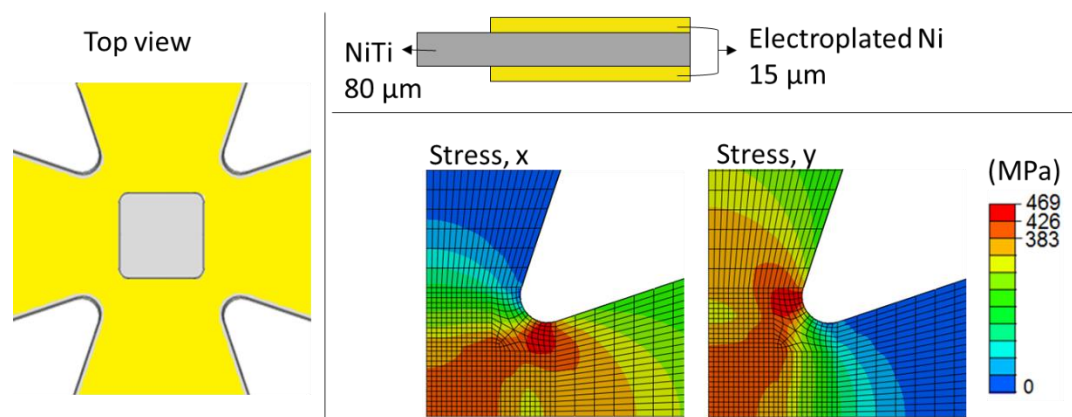 Top view
NiTi
80 µm
Electroplated Ni
15 µm
Stress, x
Stress, y
(MPa)
469
426
383
0